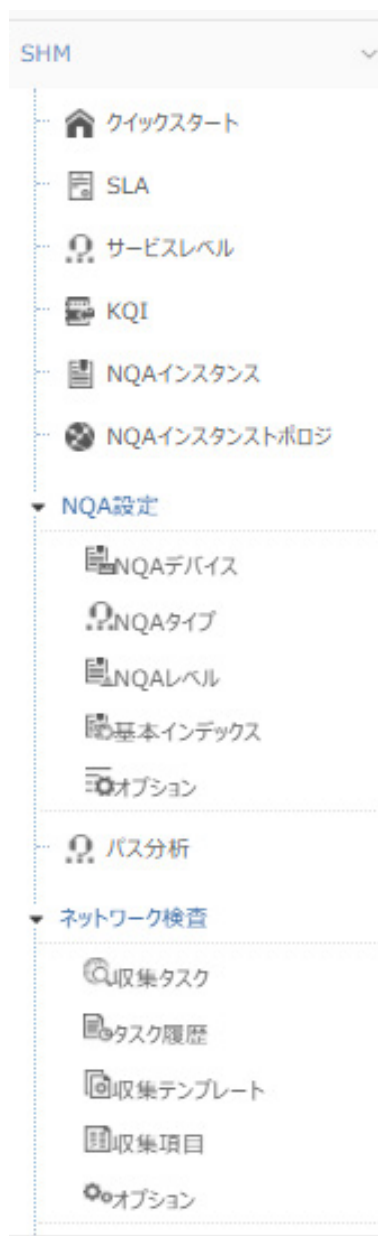 SHM
クイックスタート
SLA
サービスレベル
KQI
NQAインスタンス
NQAインスタンストポロジ
NQA設定
NQAデバイス
NQAタイプ
NQAレベル
基本インデックス
オプション
パス分析
ネットワーク検査
収集タスク
タスク履歴
収集テンプレート
収集項目
オプション